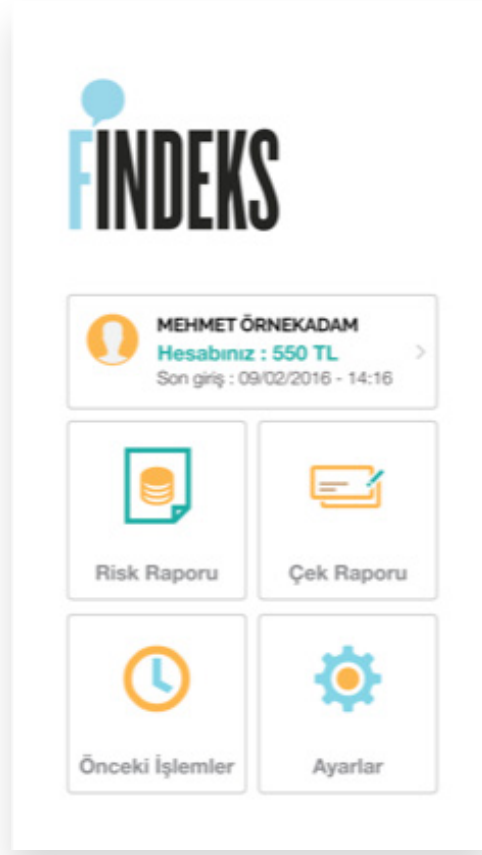 FINDEKS
MEHMET ÖRNEKADAM
Hesabınız : 550 TL
Son giriş : 09/02/2016 - 14:16
Risk Raporu
Çek Raporu
Önceki İşlemler
Ayarlar